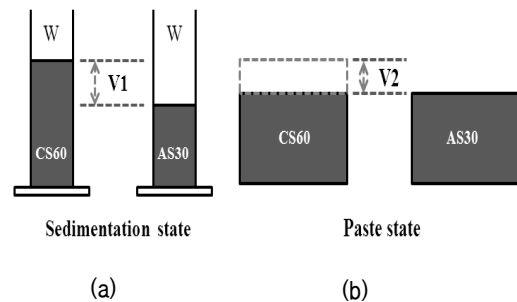 W
W
V1
CS60
AS30
Sedimentation state
(a)
V2
CS60
AS30
Paste state
(b)